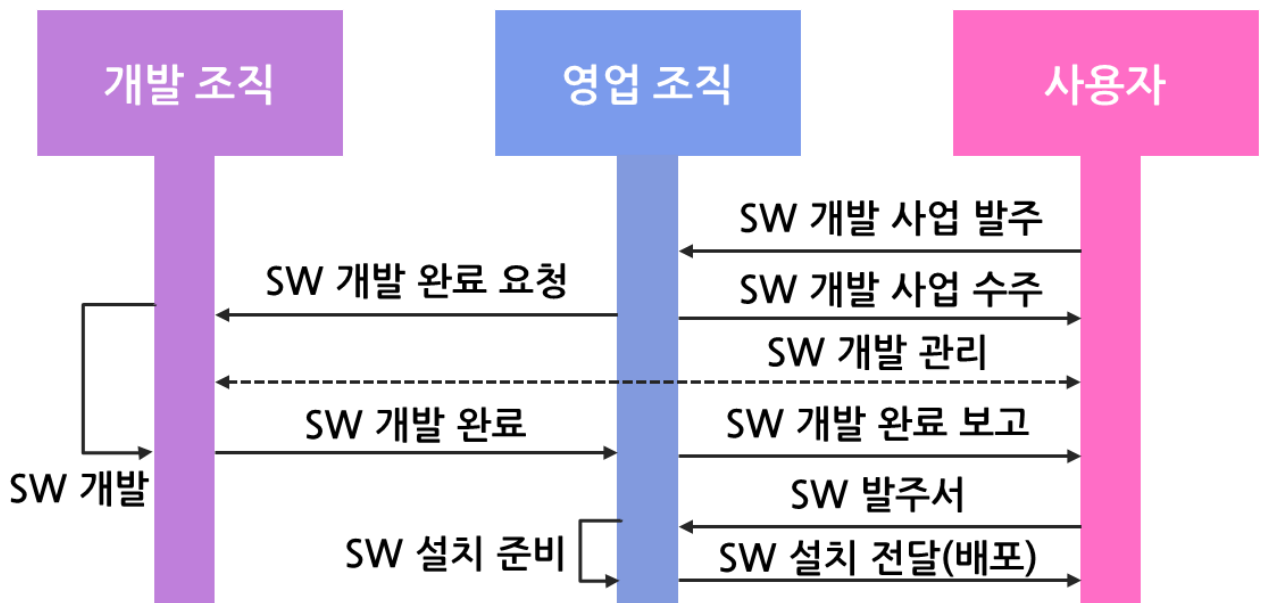 개발 조직
영업 조직
사용자
SW 개발 사업 발주
SW 개발 완료 요청
SW 개발 사업 수주
SW 개발 관리
SW 개발 완료
SW 개발 완료 보고
SW 개발
SW 발주서
SW 설치 준비
SW 설치 전달(배포)